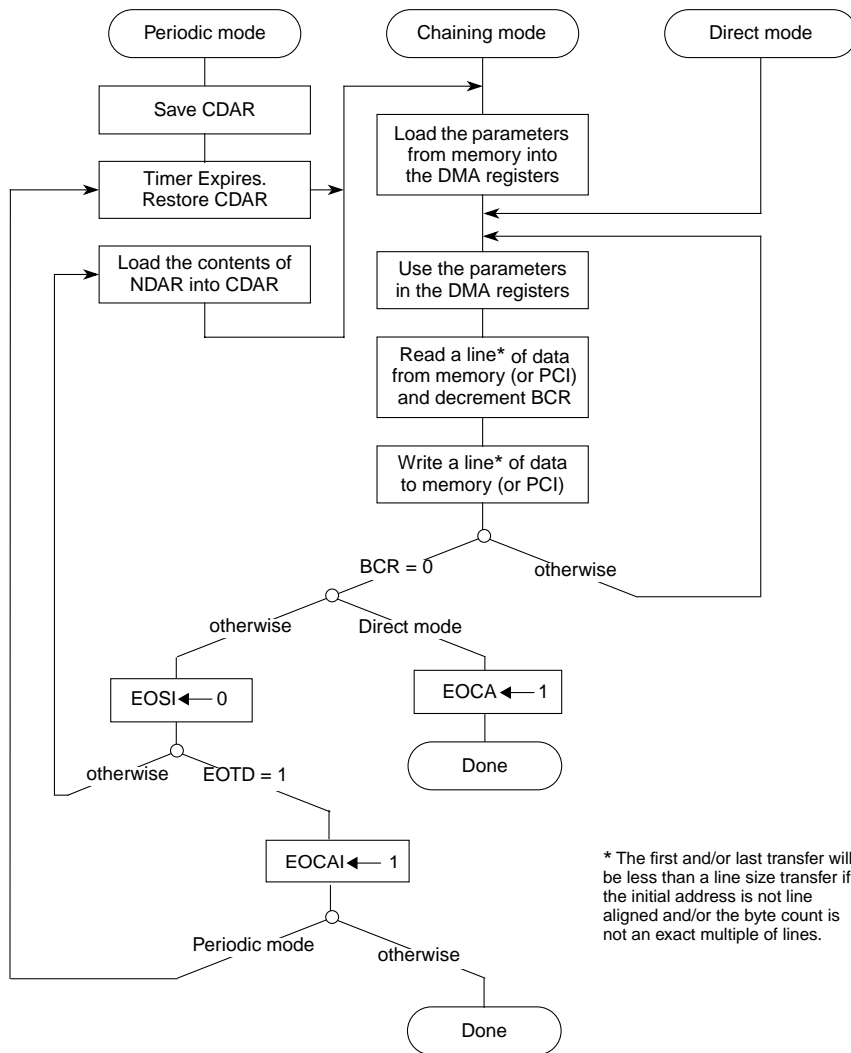 Periodic mode
Chaining mode
Direct mode
Save CDAR
Timer Expires.
Restore CDAR
Load the contents of
NDAR into CDAR
Load the parameters
from memory into
the DMA registers
Use the parameters
in the DMA registers
Read a line* of data
from memory (or PCI)
and decrement BCR
Write a line* of data
to memory (or PCI)
BCR = 0
otherwise
otherwise
Direct mode
EOSI ← 0
EOCA ← 1
Done
otherwise
EOTD = 1
EOCAI ← 1
* The first and/or last transfer will
be less than a line size transfer if
the initial address is not line
aligned and/or the byte count is
not an exact multiple of lines.
Periodic mode
otherwise
Done